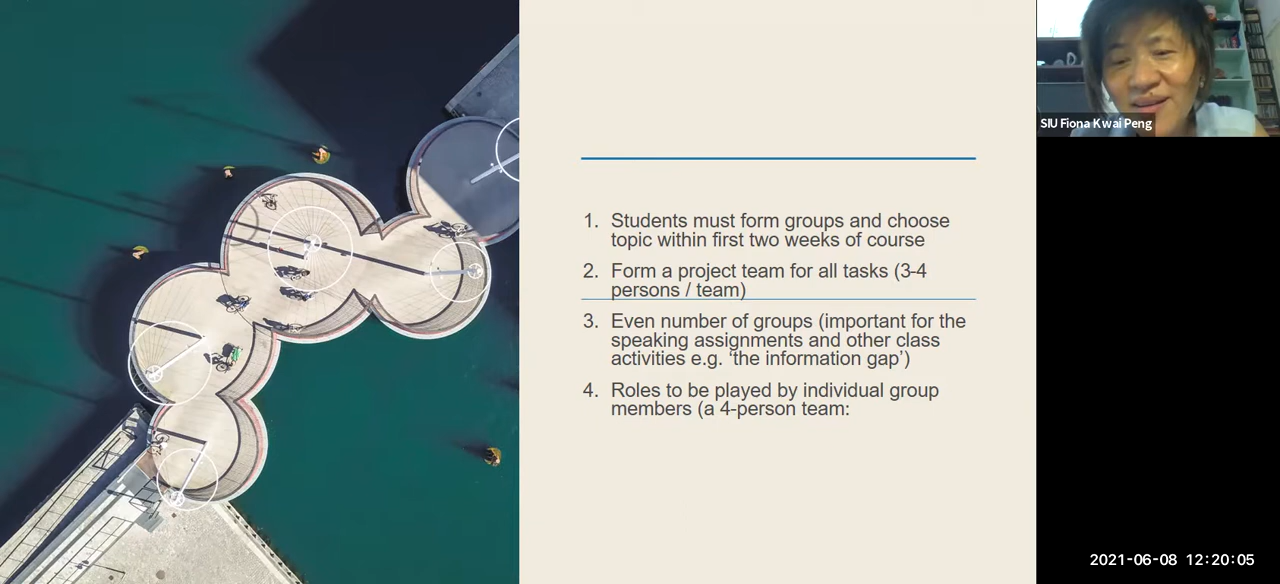 1. Students must form groups and choose
topic within first two weeks of course
2. Form a project team for all tasks (3-4
persons / team)
3. Even number of groups (important for the
speaking assignments and other class
activities e.g. ‘the information gap’)
4. Roles to be played by individual group
members (a 4-person team:
SIU Fiona Kwai Peng
2021-06-08 12:20:05